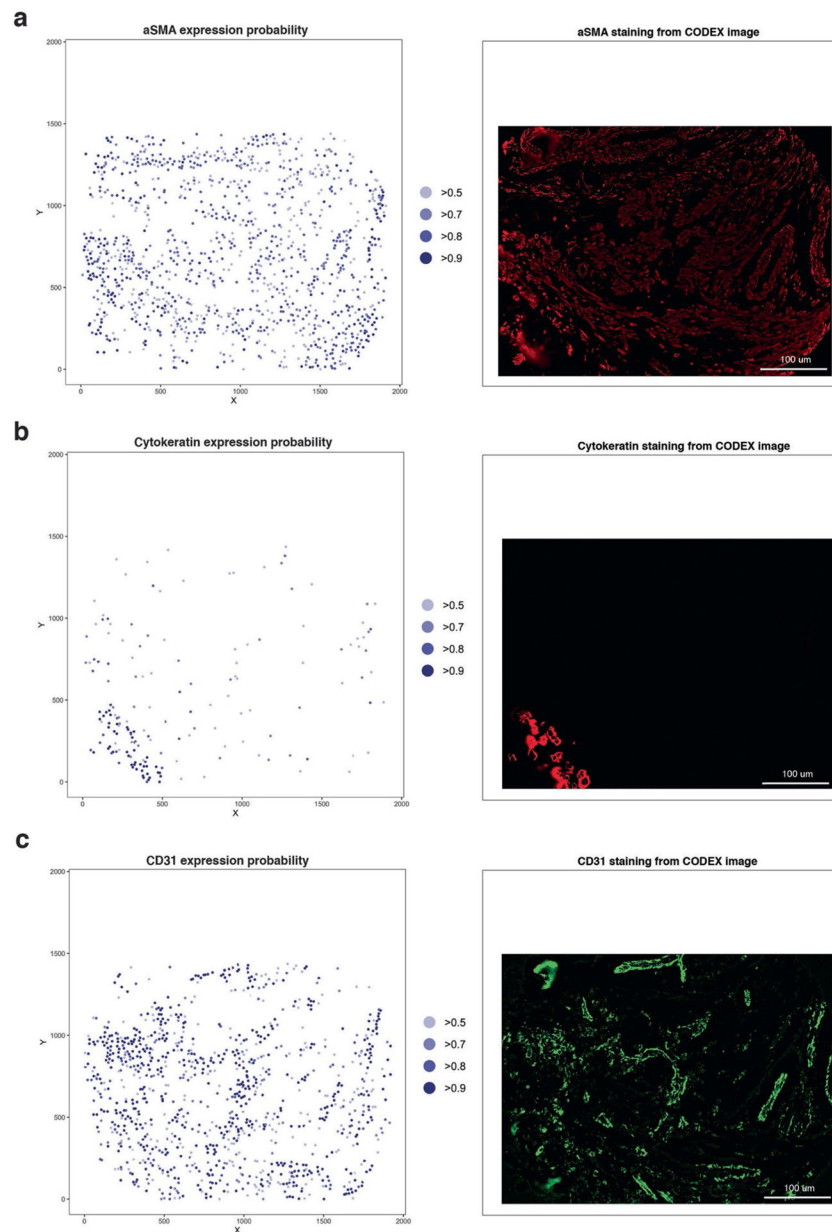 a
aSMA expression probability
aSMA staining from CODEX image
2000
1500
1000
500
0
Y
0 500 1000 1500 2000
X
>0.5
>0.7
>0.8
>0.9
100 um
b
Cytokeratin expression probability
Cytokeratin staining from CODEX image
2000
1500
1000
500
0
Y
0 500 1000 1500 2000
X
>0.5
>0.7
>0.8
>0.9
100 um
c
CD31 expression probability
CD31 staining from CODEX image
2000
1500
1000
500
0
Y
0 500 1000 1500 2000
X
>0.5
>0.7
>0.8
>0.9
100 um